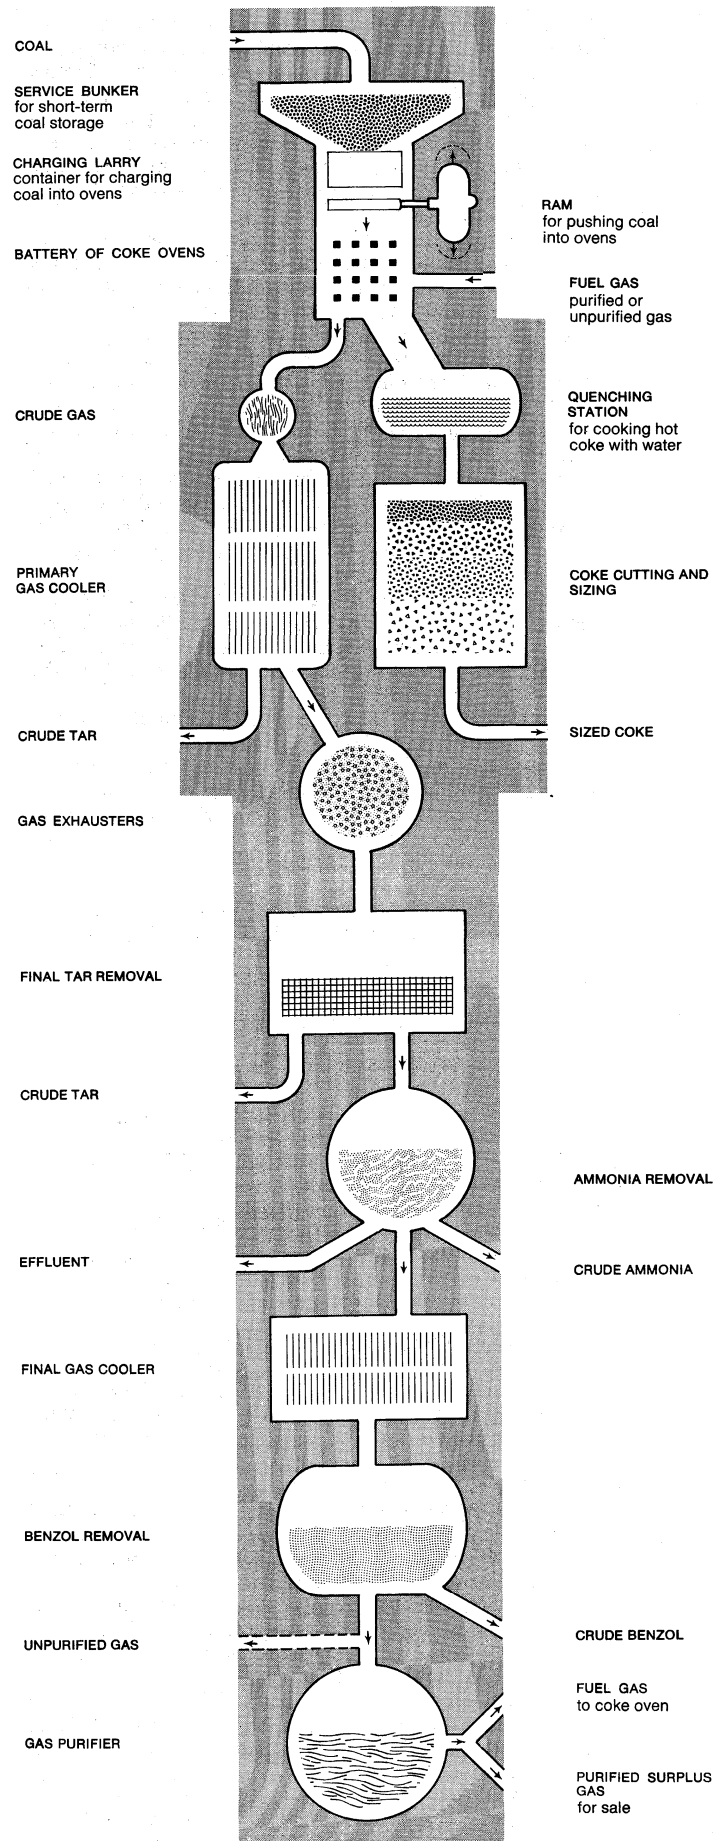 COAL
SERVICE BUNKER
for short-term
coal storage
CHARGING LARRY
container for charging
coal into ovens
RAM
for pushing coal
into ovens
BATTERY OF COKE OVENS
FUEL GAS
purified or
unpurified gas
CRUDE GAS
QUENCHING
STATION
for cooking hot
coke with water
PRIMARY
GAS COOLER
COKE CUTTING AND
SIZING
CRUDE TAR
SIZED COKE
GAS EXHAUSTERS
FINAL TAR REMOVAL
CRUDE TAR
AMMONIA REMOVAL
EFFLUENT
CRUDE AMMONIA
FINAL GAS COOLER
BENZOL REMOVAL
UNPURIFIED GAS
CRUDE BENZOL
FUEL GAS
to coke oven
GAS PURIFIER
PURIFIED SURPLUS
GAS
for sale